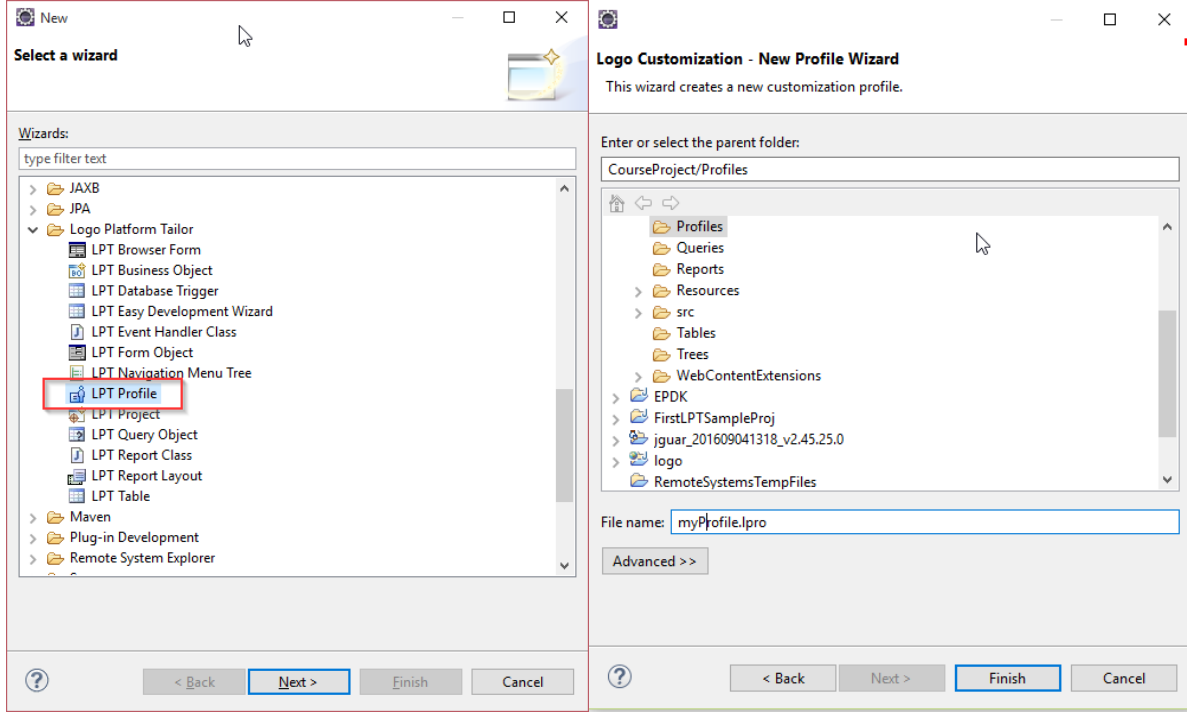 New
Select a wizard
Wizards:
type filter text
JAXB
JPA
Logo Platform Tailor
LPT Browser Form
LPT Business Object
LPT Database Trigger
LPT Easy Development Wizard
LPT Event Handler Class
LPT Form Object
LPT Navigation Menu Tree
LPT Profile
LPT Project
LPT Query Object
LPT Report Class
LPT Report Layout
LPT Table
Maven
Plug-in Development
Remote System Explorer
< Back
Next >
Finish
Cancel
Logo Customization - New Profile Wizard
This wizard creates a new customization profile.
Enter or select the parent folder:
CourseProject/Profiles
Profiles
Queries
Reports
Resources
src
Tables
Trees
WebContentExtensions
EPDK
FirstLPTSampleProj
jguar_201609041318_v2.45.25.0
logo
RemoteSystemsTempFiles
File name: myProfile.lpro
Advanced >>
< Back
Next >
Finish
Cancel